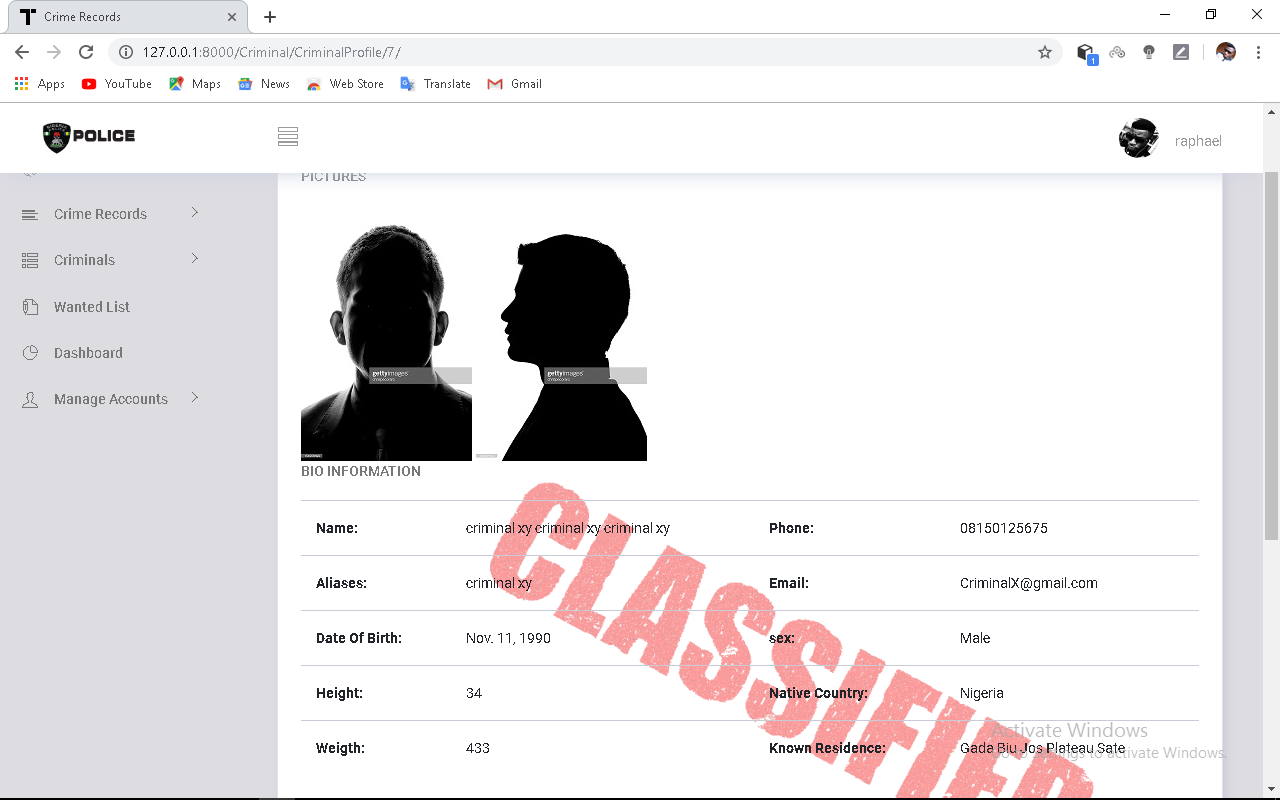 Crime Records
127.0.0.1:8000/Criminal/CriminalProfile/7/
1
Apps YouTube Maps News Web Store Translate Gmail
POLICE
raphael
PICTURES
Crime Records
Criminals
Wanted List
Dashboard
Manage Accounts
gettyimages
gettyimages
BIO INFORMATION
Name: criminal xy criminal xy criminal xy Phone: 08150125675
Aliases: criminal xy Email: CriminalX@gmail.com
Date Of Birth: Nov. 11, 1990 sex: Male
Height: 34 Native Country: Nigeria
Weigth: 433 Known Residence: Gada Biu Jos Plateau Sate
CLASSIFIED
Activate Windows
Go to Settings to activate Windows.